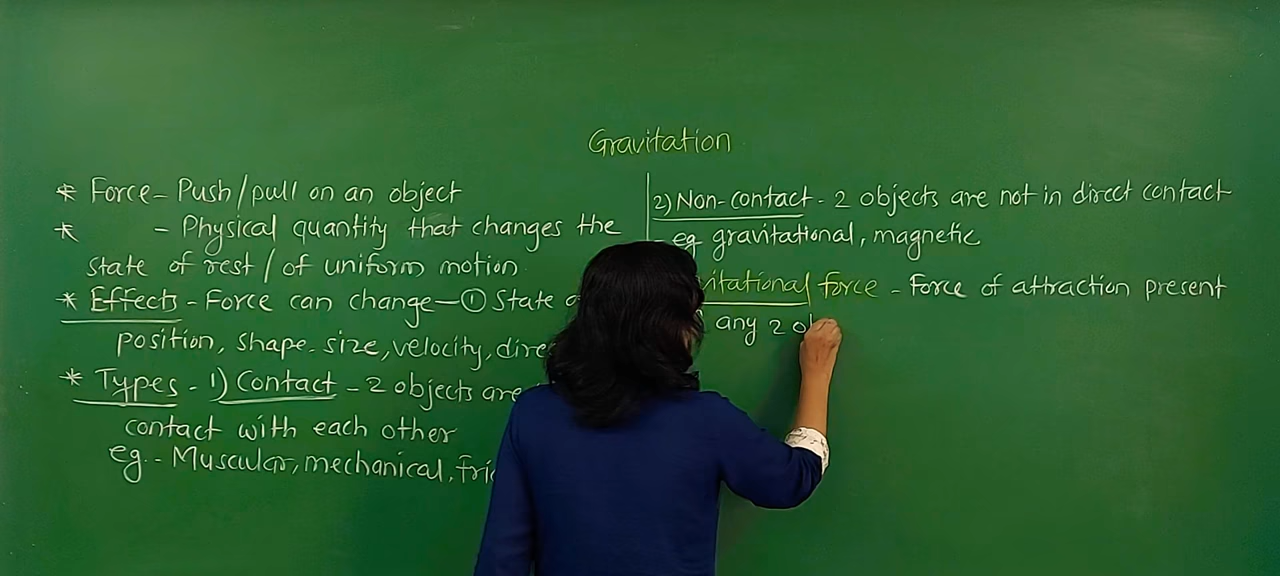 Gravitation
* Force - Push/pull on an object
* - Physical quantity that changes the
state of rest / of uniform motion
* Effects - Force can change - ① State
position, shape. size, velocity,
* Types - 1) Contact - 2 objects are
contact with each other
eg. - Muscular, mechanical,
2) Non-contact - 2 objects are not in direct contact
- eg gravitational, magnetic
force - Force of attraction present
any 2